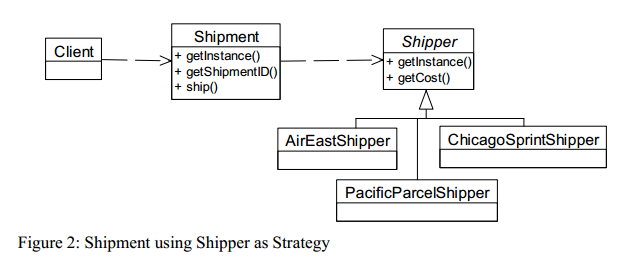 Client
Shipment
+ getInstance()
+ getShipmentID()
+ ship()
Shipper
+ getInstance()
+ getCost()
AirEastShipper
ChicagoSprintShipper
PacificParcelShipper
Figure 2: Shipment using Shipper as Strategy